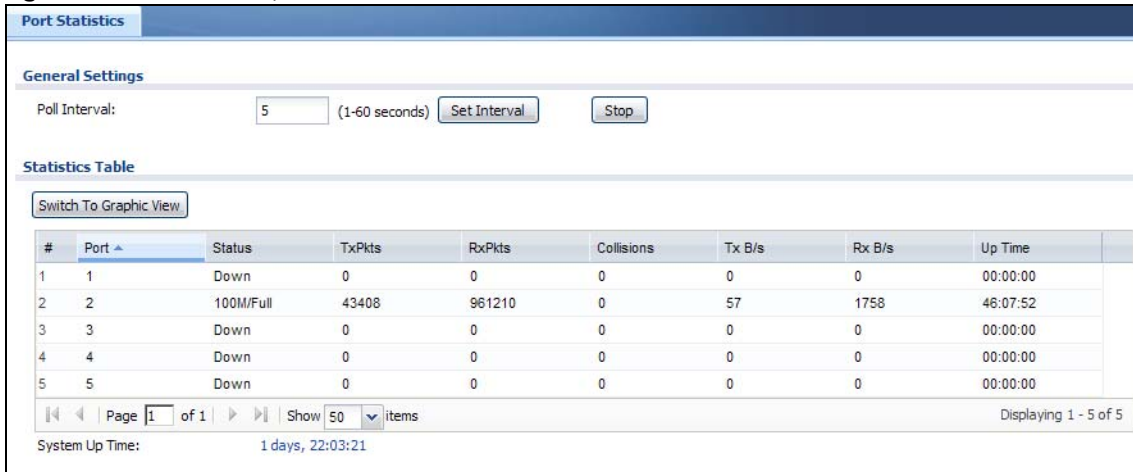 Port Statistics
General Settings
Poll Interval: 5 (1-60 seconds) Set Interval Stop
Statistics Table
Switch To Graphic View
# Port Status TxPkts RxPkts Collisions Tx B/s Rx B/s Up Time
1 1 Down 0 0 0 0 0 00:00:00
2 2 100M/Full 43408 961210 0 57 1758 46:07:52
3 3 Down 0 0 0 0 0 00:00:00
4 4 Down 0 0 0 0 0 00:00:00
5 5 Down 0 0 0 0 0 00:00:00
Page 1 of 1 Show 50 items Displaying 1 - 5 of 5
System Up Time: 1 days, 22:03:21